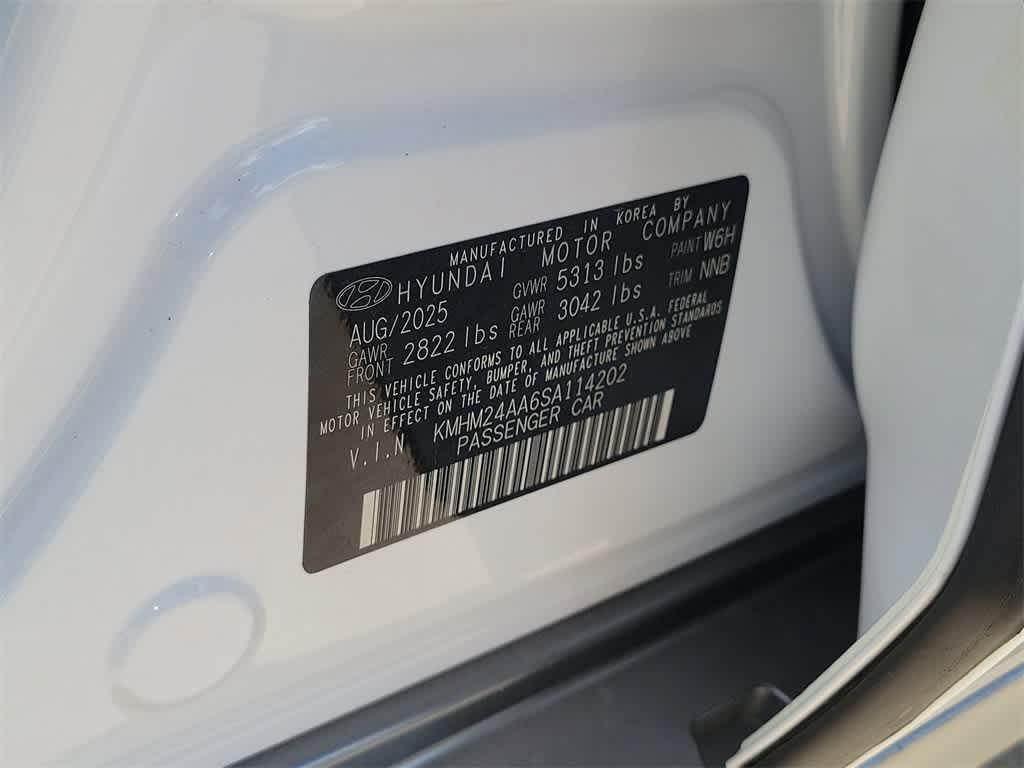 MANUFACTURED IN KOREA BY
HYUNDAI MOTOR COMPANY
AUG/2025 GVWR 5313 lbs PAINT W6H
GAWR FRONT 2822 lbs GAWR REAR 3042 lbs TRIM NNB
THIS VEHICLE CONFORMS TO ALL APPLICABLE U.S.A. FEDERAL
MOTOR VEHICLE SAFETY, BUMPER, AND THEFT PREVENTION STANDARDS
IN EFFECT ON THE DATE OF MANUFACTURE SHOWN ABOVE
V.I.N KMHM24AA6SA114202
PASSENGER CAR